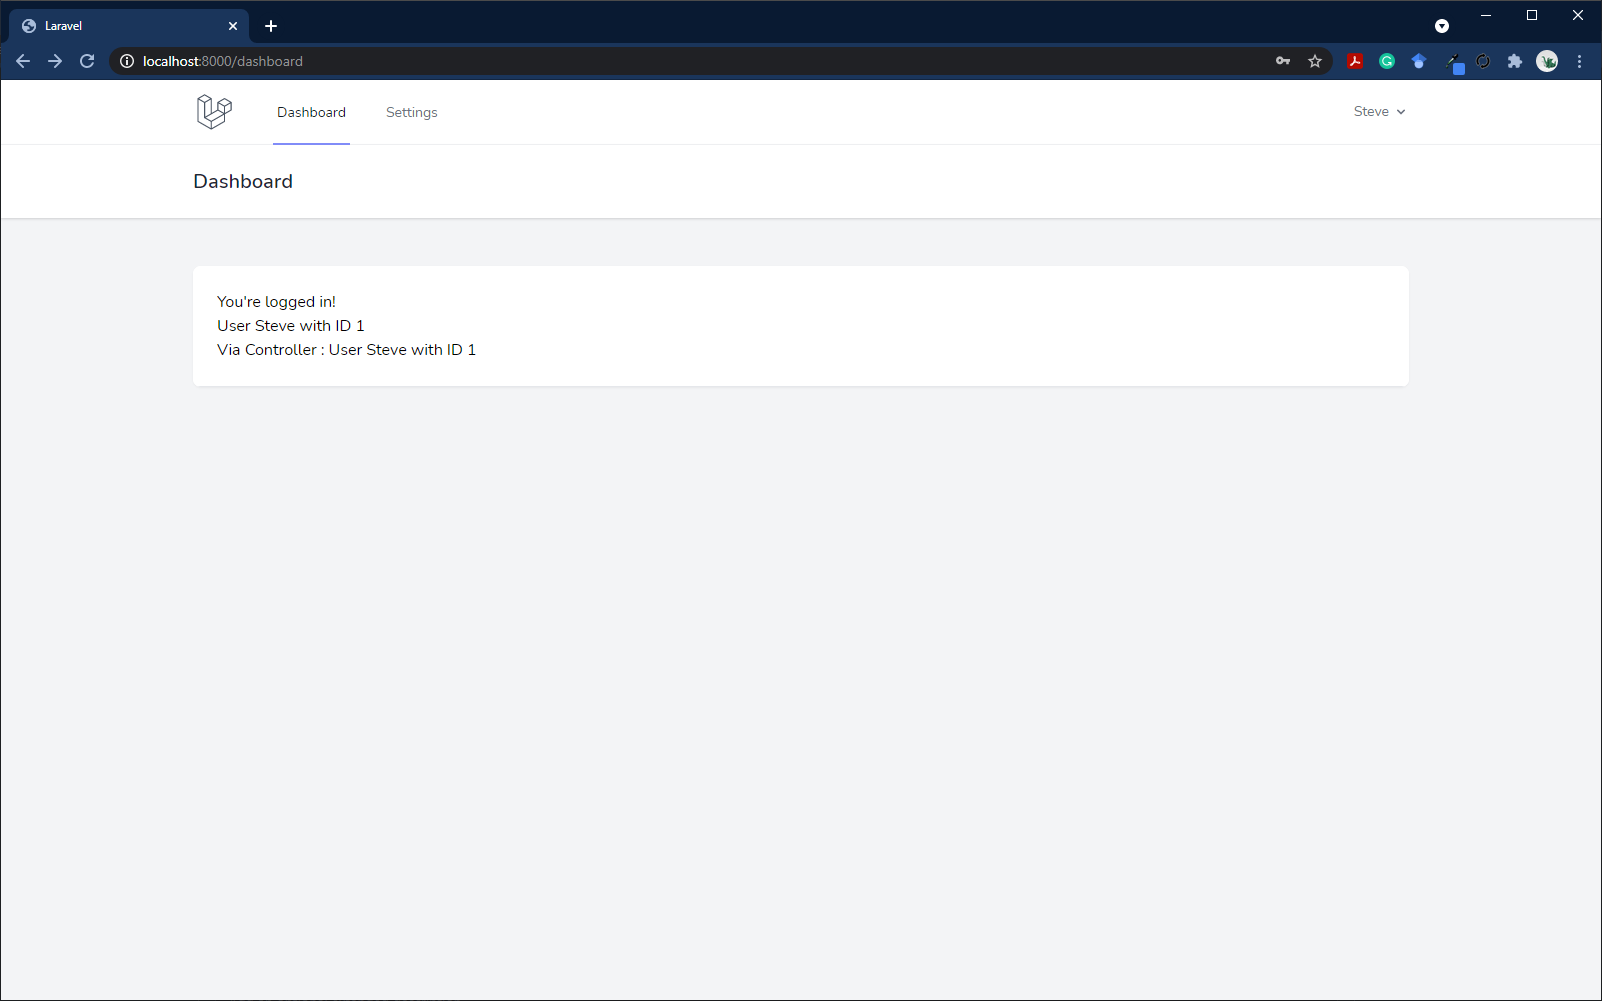 Laravel
localhost:8000/dashboard
Dashboard
Settings
Steve
Dashboard
You're logged in!
User Steve with ID 1
Via Controller : User Steve with ID 1